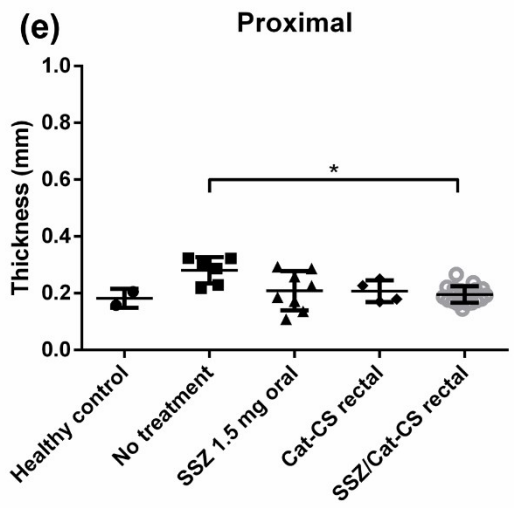 (e)
Proximal
Thickness (mm)
1.0
0.8
0.6
0.4
0.2
0.0
*
Healthy control
No treatment
SSZ 1.5 mg oral
Cat-CS rectal
SSZ/Cat-CS rectal